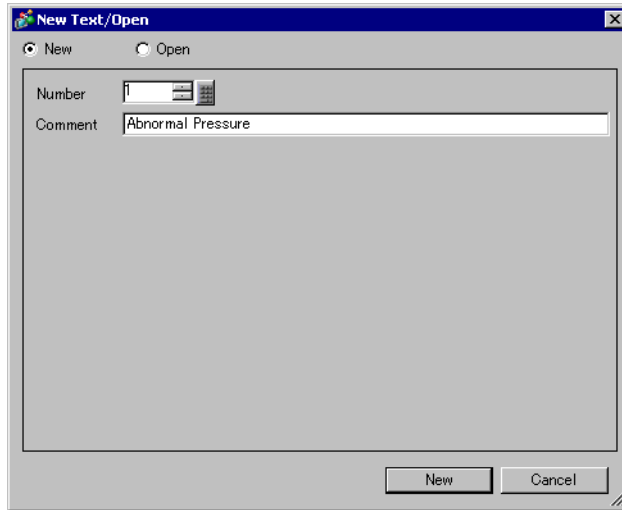 New Text/Open
New Open
Number 1
Comment Abnormal Pressure
New Cancel